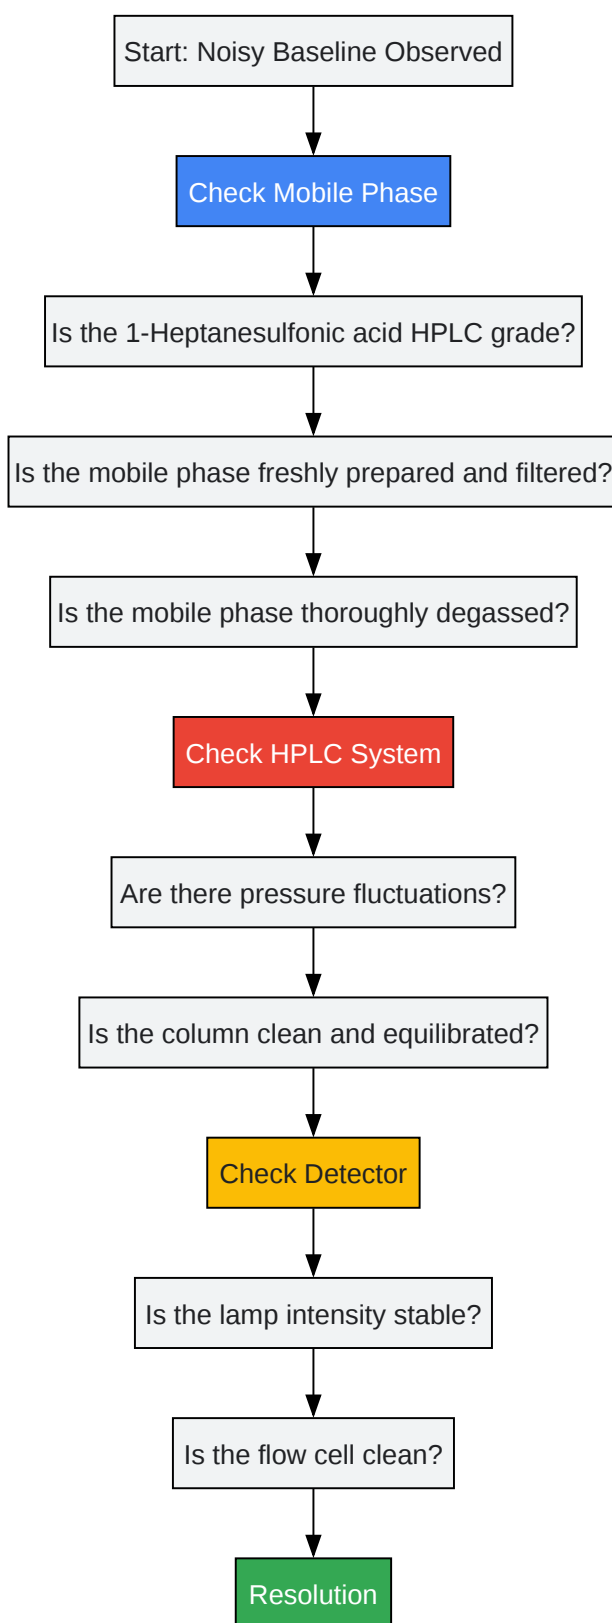 Start: Noisy Baseline Observed
Check Mobile Phase
Is the 1-Heptanesulfonic acid HPLC grade?
Is the mobile phase freshly prepared and filtered?
Is the mobile phase thoroughly degassed?
Check HPLC System
Are there pressure fluctuations?
Is the column clean and equilibrated?
Check Detector
Is the lamp intensity stable?
Is the flow cell clean?
Resolution